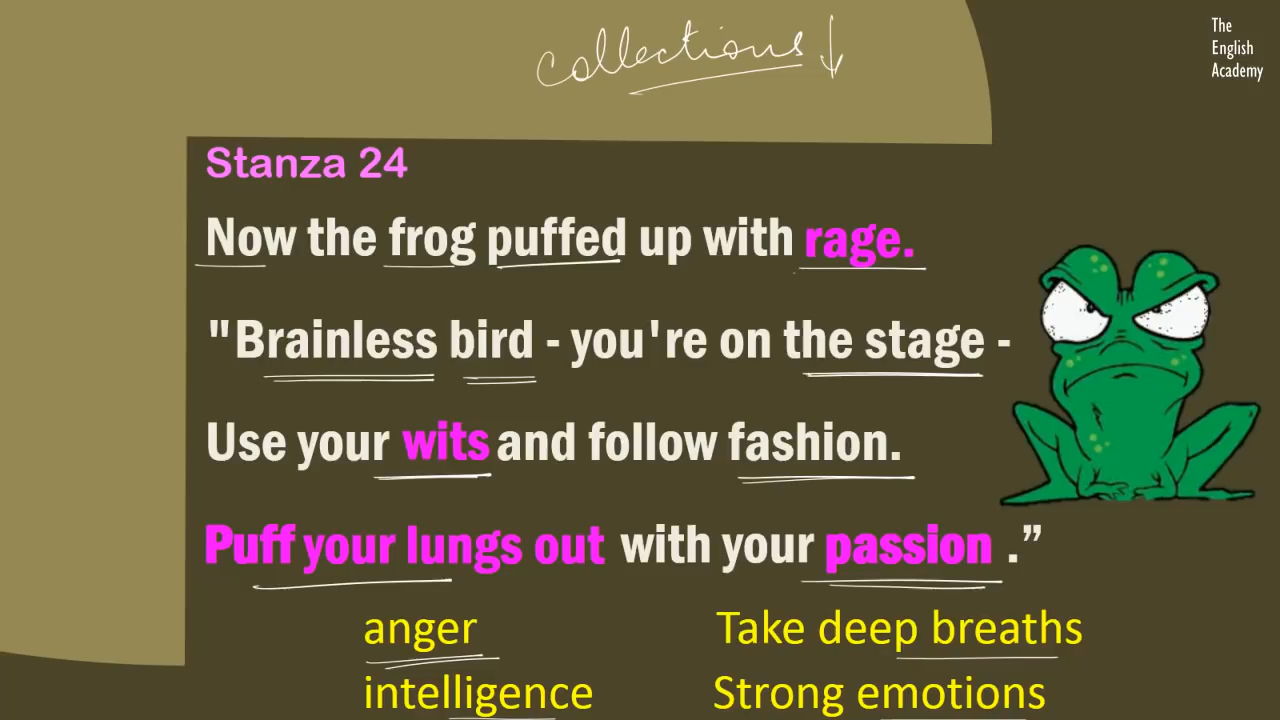 collections ↓
The
English
Academy
Stanza 24
Now the frog puffed up with rage.
"Brainless bird - you're on the stage -
Use your wits and follow fashion.
Puff your lungs out with your passion .”
anger Take deep breaths
intelligence Strong emotions